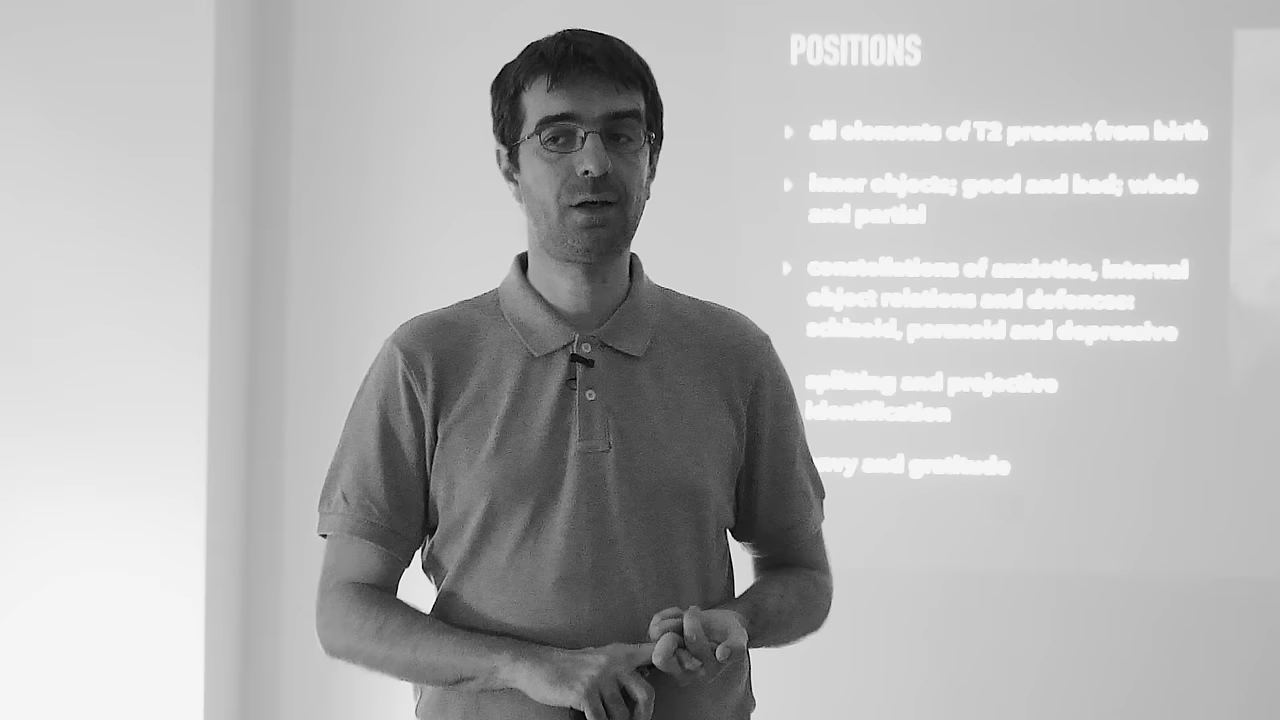 POSITIONS
all elements of T2 present from birth
inner objects; good and bad; whole
and partial
constellations of anxieties, internal
object relations and defences:
schizoid, paranoid and depressive
splitting and projective
identification
envy and gratitude